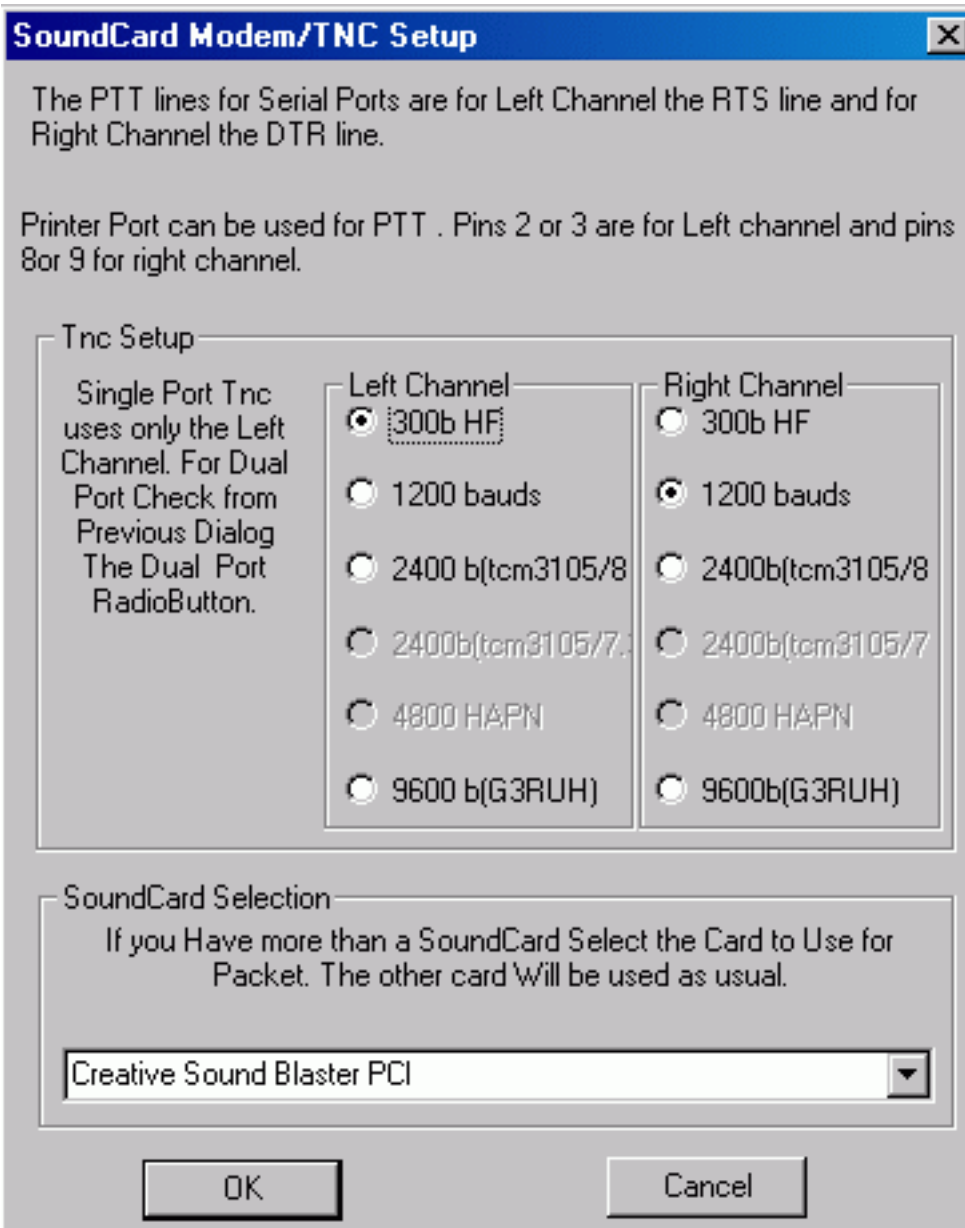 SoundCard Modem/TNC Setup
The PTT lines for Serial Ports are for Left Channel the RTS line and for
Right Channel the DTR line.
Printer Port can be used for PTT . Pins 2 or 3 are for Left channel and pins
8or 9 for right channel.
Tnc Setup
Single Port Tnc
uses only the Left
Channel. For Dual
Port Check from
Previous Dialog
The Dual Port
RadioButton.
Left Channel
300b HF
1200 bauds
2400 b(tcm3105/8
2400b(tcm3105/7.
4800 HAPN
9600 b(G3RUH)
Right Channel
300b HF
1200 bauds
2400b(tcm3105/8
2400b(tcm3105/7
4800 HAPN
9600b(G3RUH)
SoundCard Selection
If you Have more than a SoundCard Select the Card to Use for
Packet. The other card Will be used as usual.
Creative Sound Blaster PCI
OK
Cancel